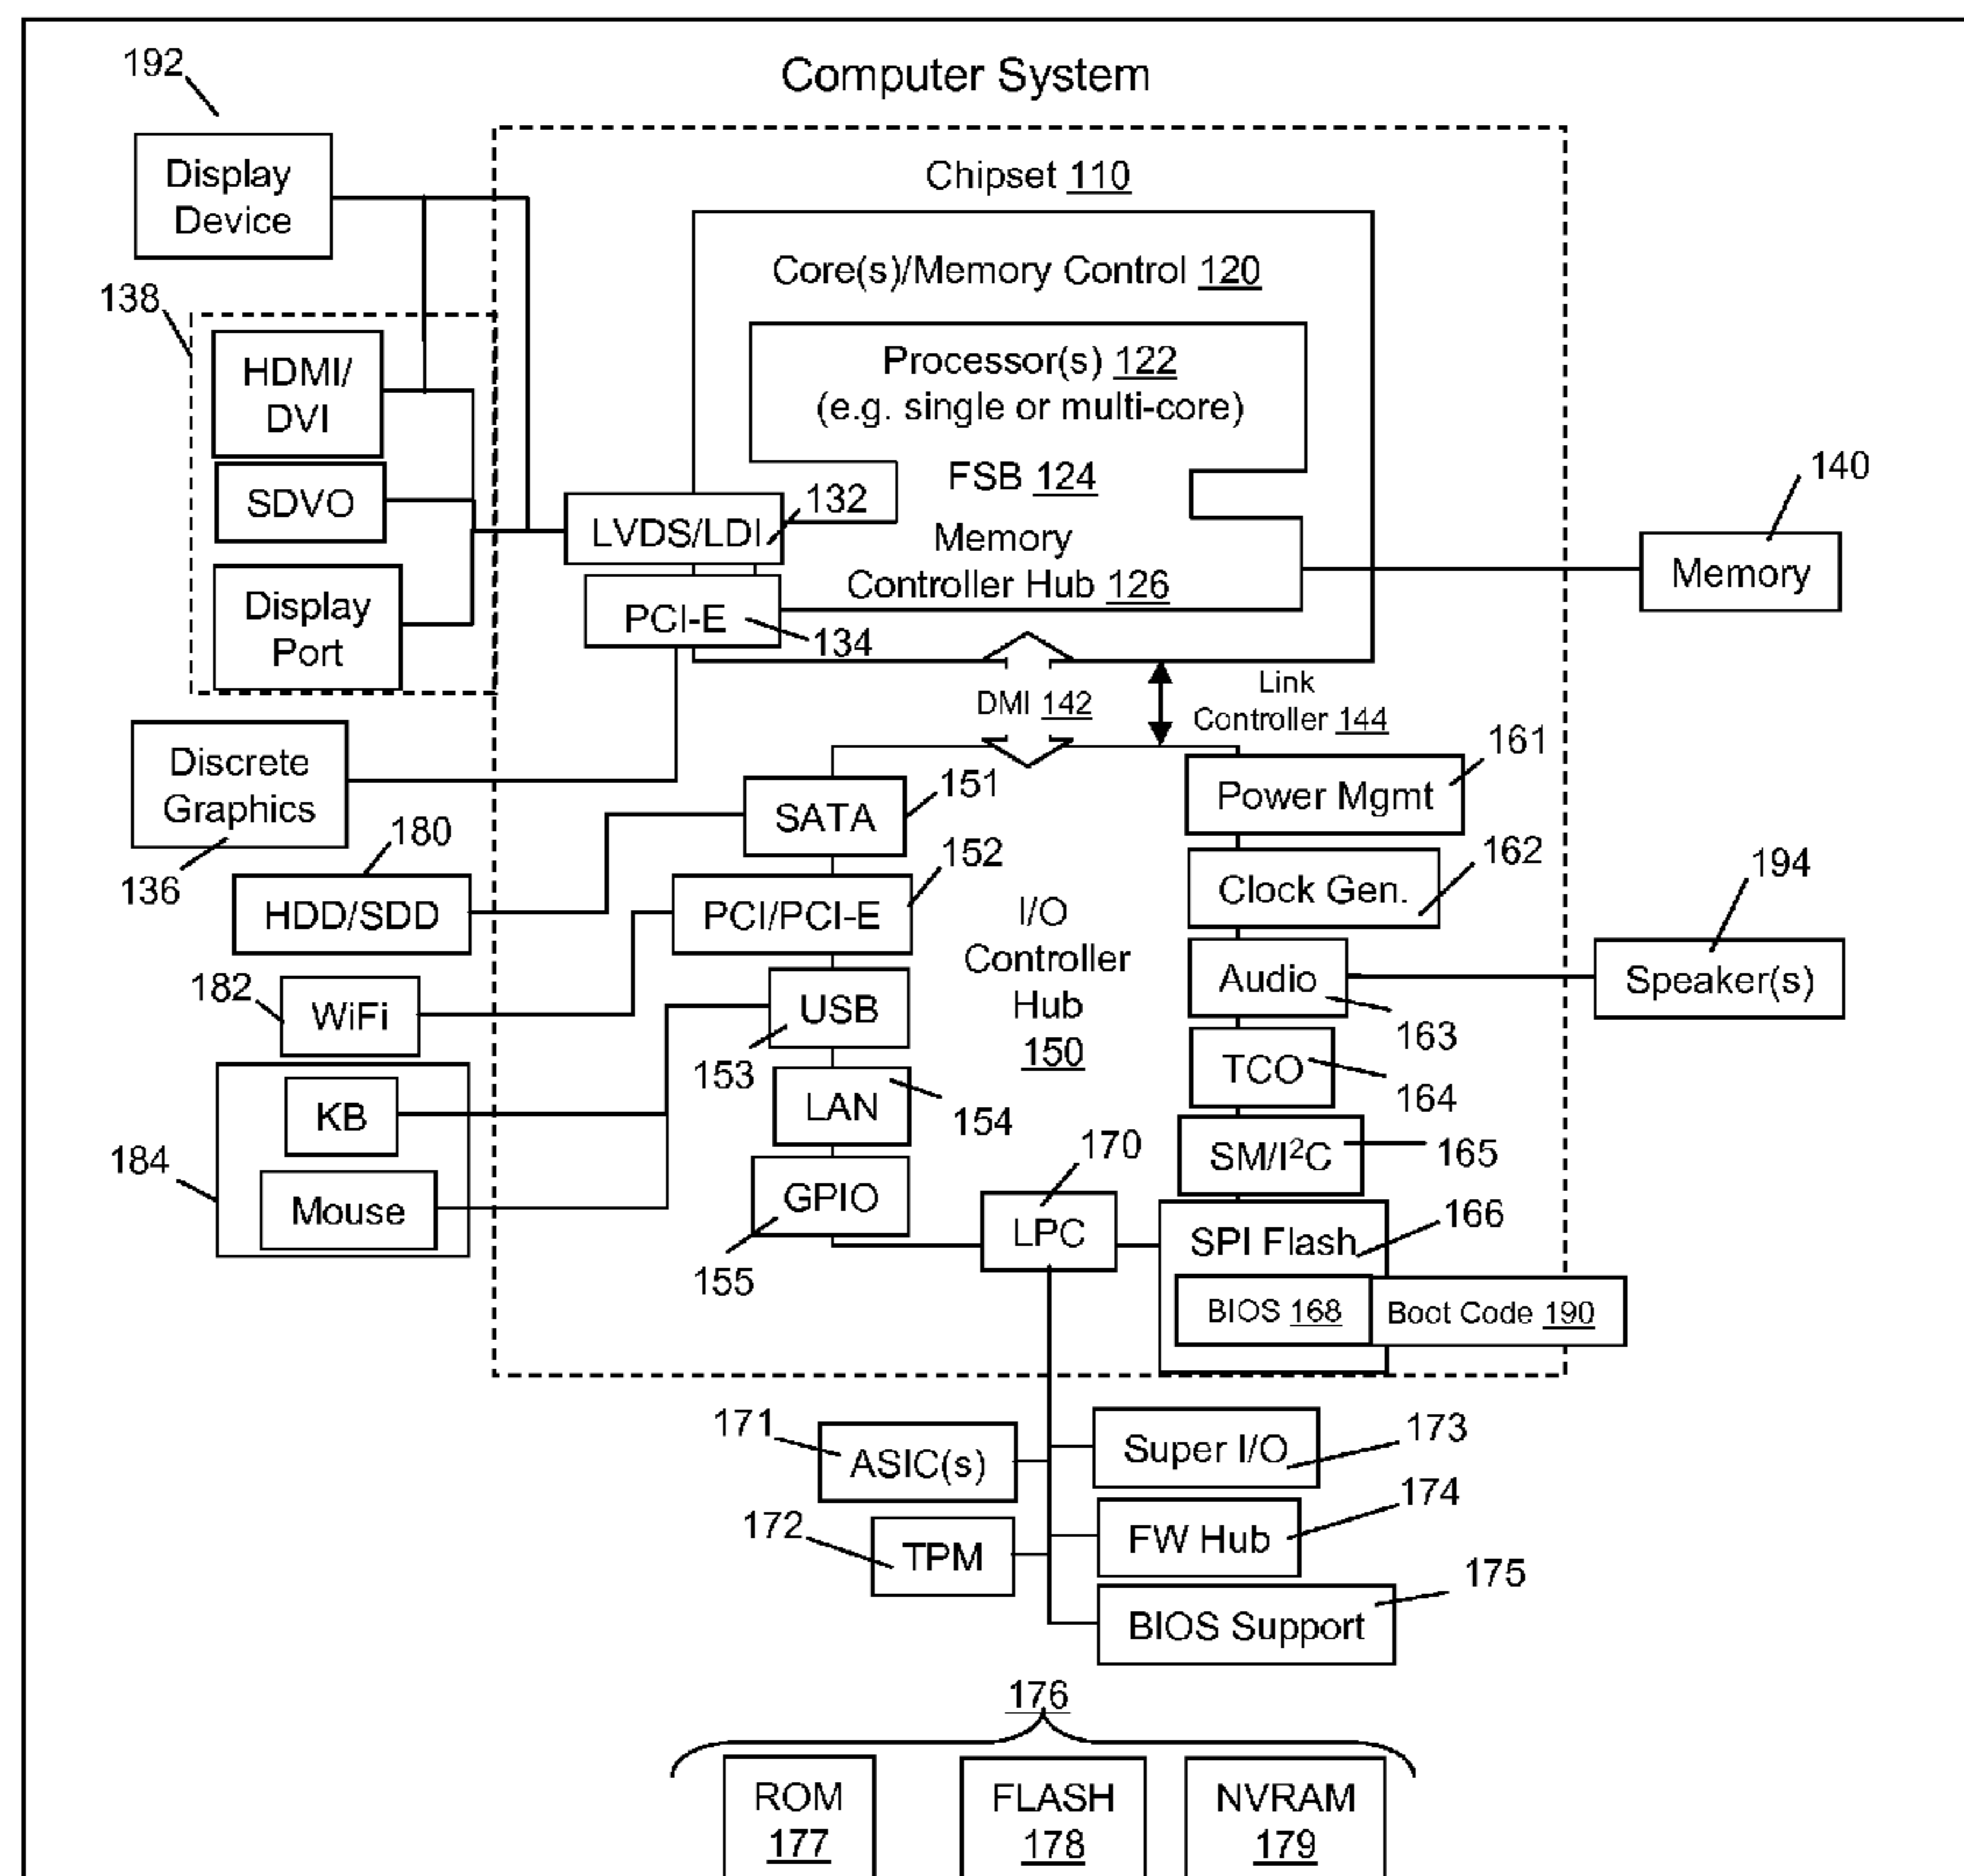 192
Computer System
Display
Device
Chipset 110
138
Core(s)/Memory Control 120
HDMI/
DVI
Processor(s) 122
(e.g. single or multi-core)
SDVO
FSB 124
140
LVDS/LDI
132
Memory
Controller Hub 126
Memory
Display
Port
PCI-E
134
DMI 142
Link
Controller 144
Discrete
Graphics
136
161
Power Mgmt
SATA
151
180
HDD/SDD
152
PCI/PCI-E
162
Clock Gen.
194
I/O
Controller
Hub
150
Audio
163
Speaker(s)
182
WiFi
USB
153
TCO
164
184
KB
Mouse
LAN
154
170
SM/I²C
165
GPIO
155
LPC
SPI Flash
166
BIOS 168
Boot Code 190
171
ASIC(s)
Super I/O
173
172
TPM
FW Hub
174
BIOS Support
175
176
ROM
177
FLASH
178
NVRAM
179